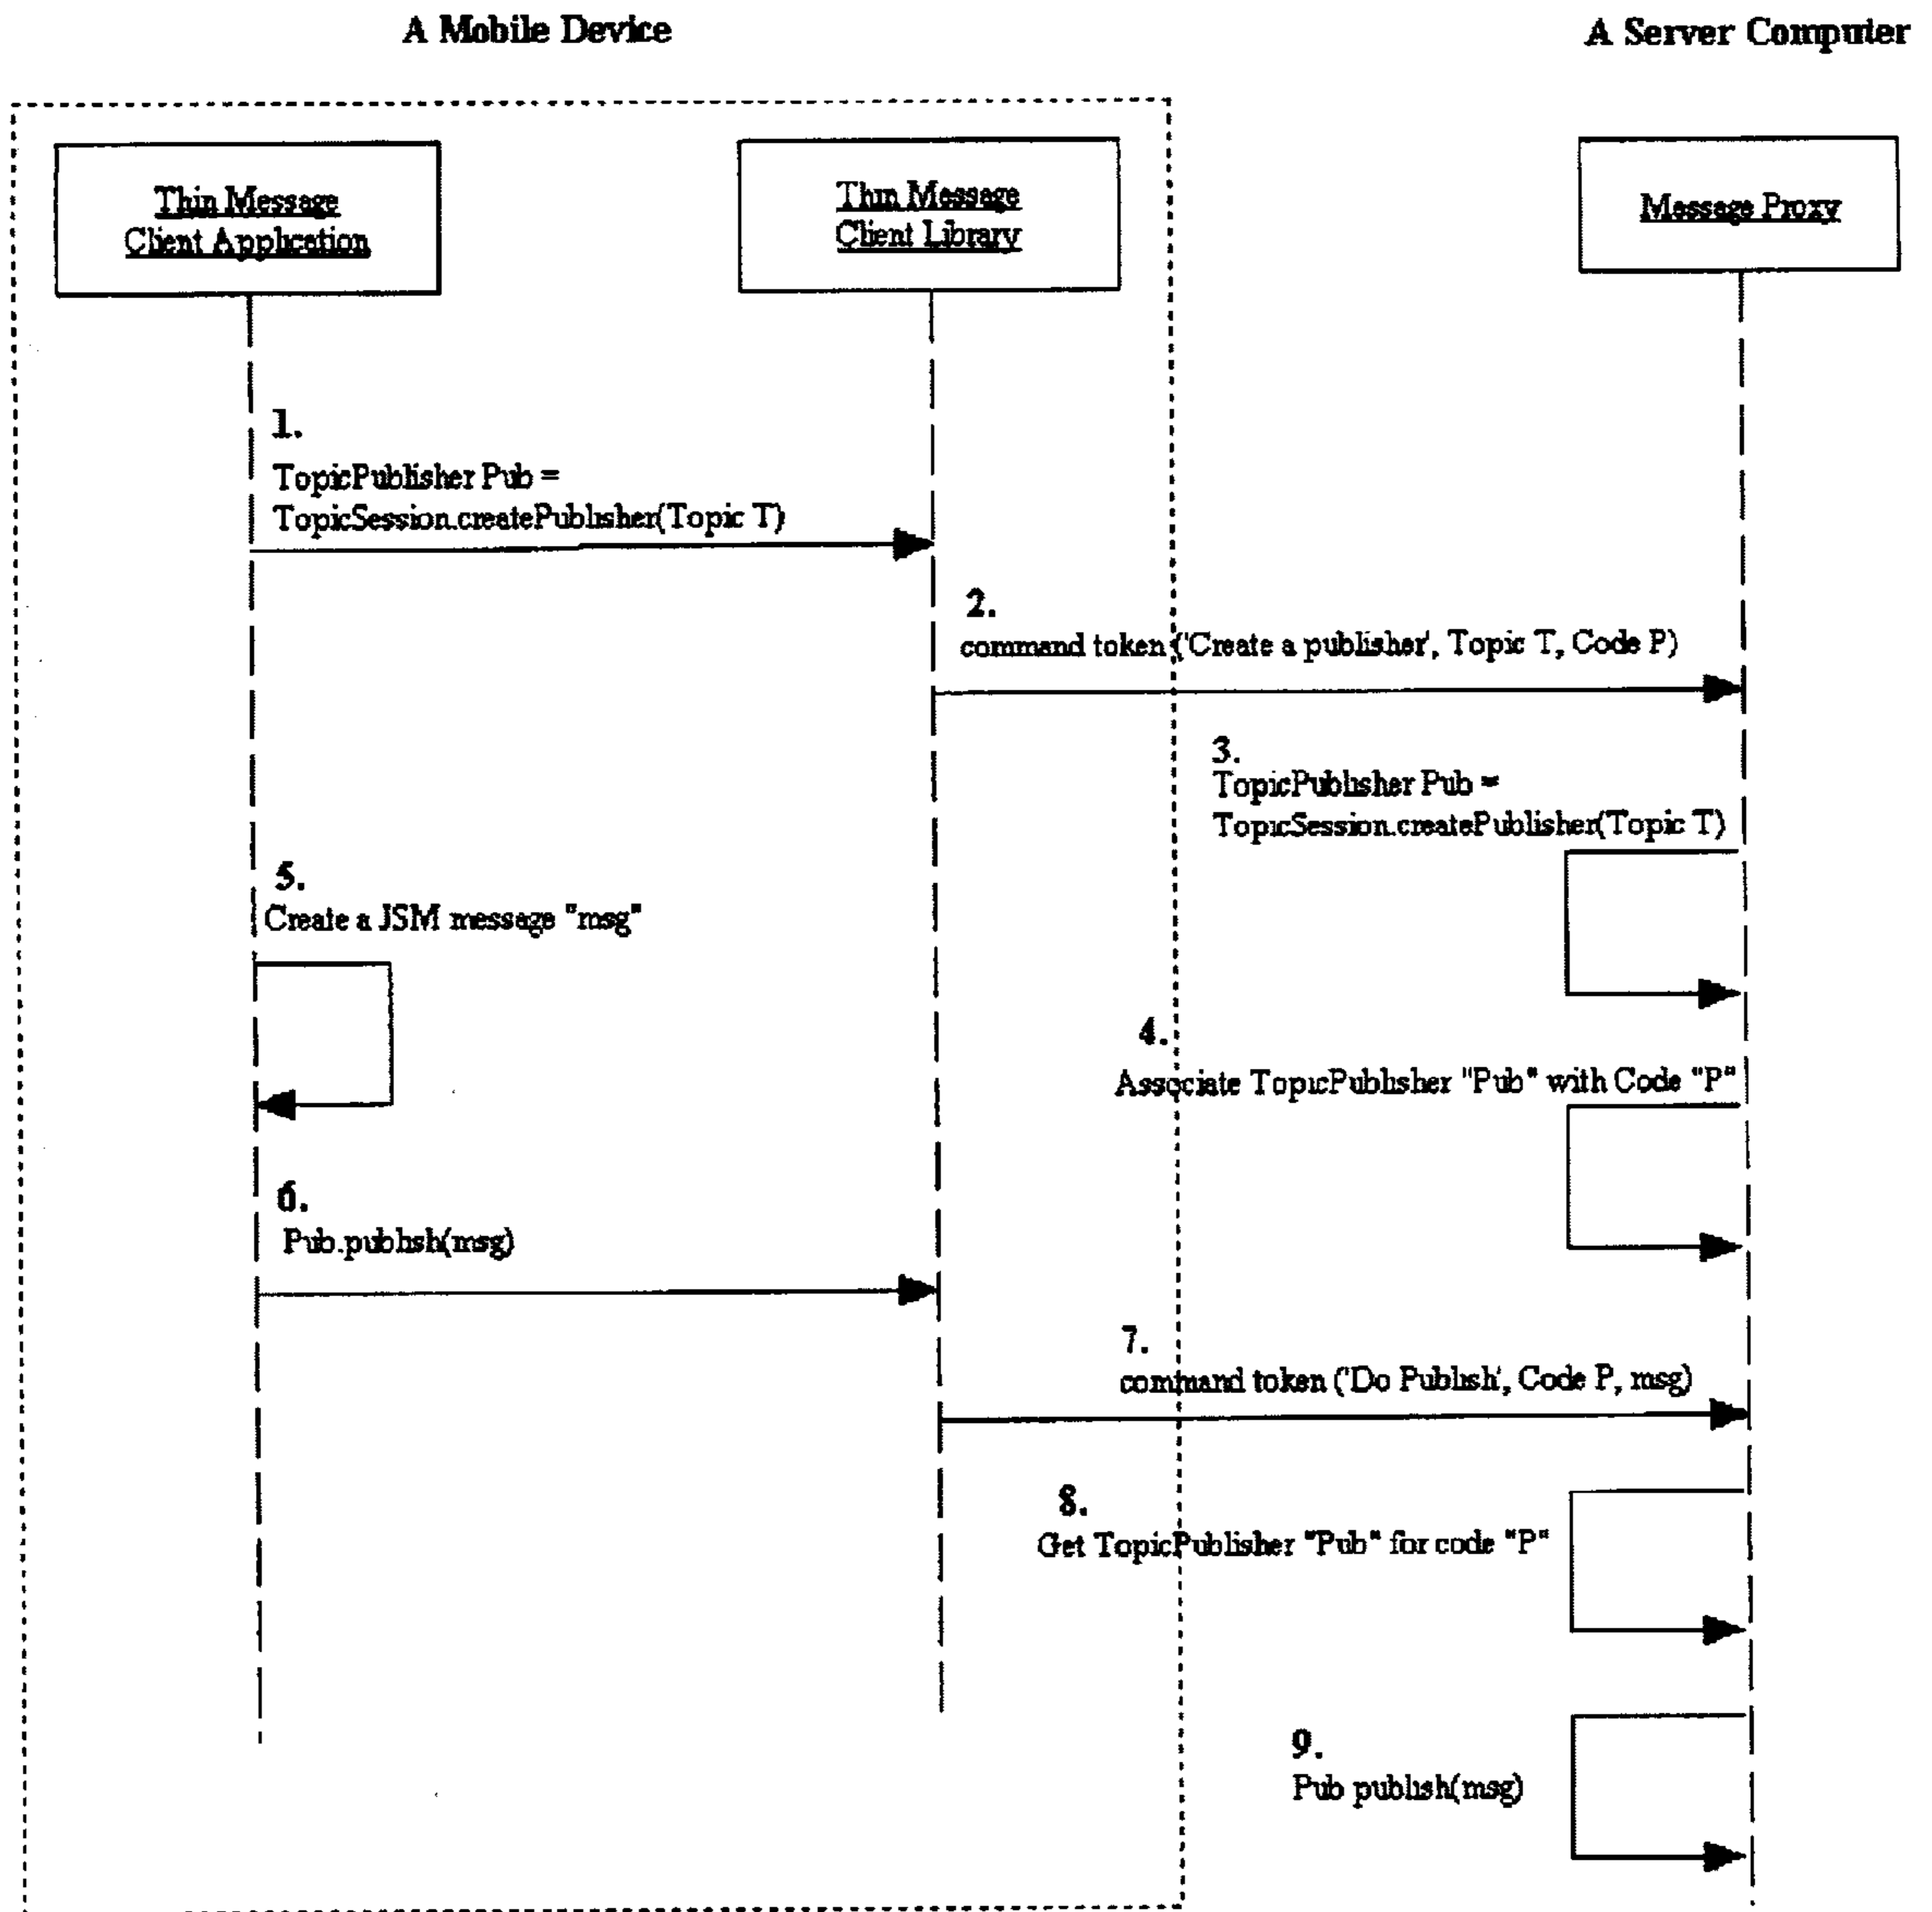 A Mobile Device
A Server Computer
Thin Message
Client Application
Thin Message
Client Library
Message Proxy
1.
TopicPublisher Pub =
TopicSession.createPublisher(Topic T)
2.
command token ('Create a publisher', Topic T, Code P)
3.
TopicPublisher Pub =
TopicSession.createPublisher(Topic T)
5.
Create a JSM message "msg"
4.
Associate TopicPublisher "Pub" with Code "P"
6.
Pub.publish(msg)
7.
command token ('Do Publish', Code P, msg)
8.
Get TopicPublisher "Pub" for code "P"
9.
Pub publish(msg)